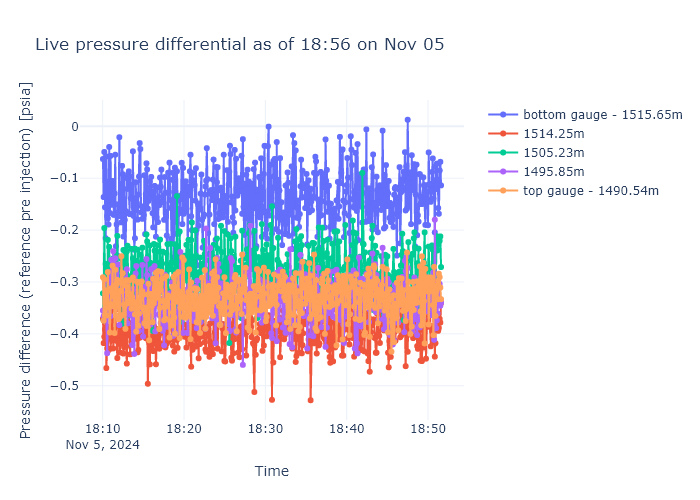 Live pressure differential as of 18:56 on Nov 05
Pressure difference (reference pre injection) [psia]
0
−0.1
−0.2
−0.3
−0.4
−0.5
18:10
Nov 5, 2024
18:20
18:30
18:40
18:50
Time
bottom gauge - 1515.65m
1514.25m
1505.23m
1495.85m
top gauge - 1490.54m